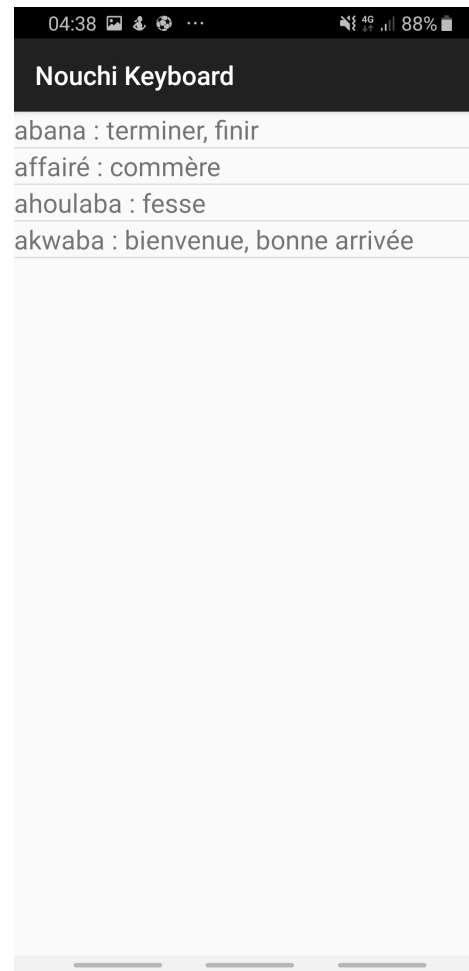 04:38 ... 4G 88%
Nouchi Keyboard
abana : terminer, finir
affairé : commère
ahoulaba : fesse
akwaba : bienvenue, bonne arrivée